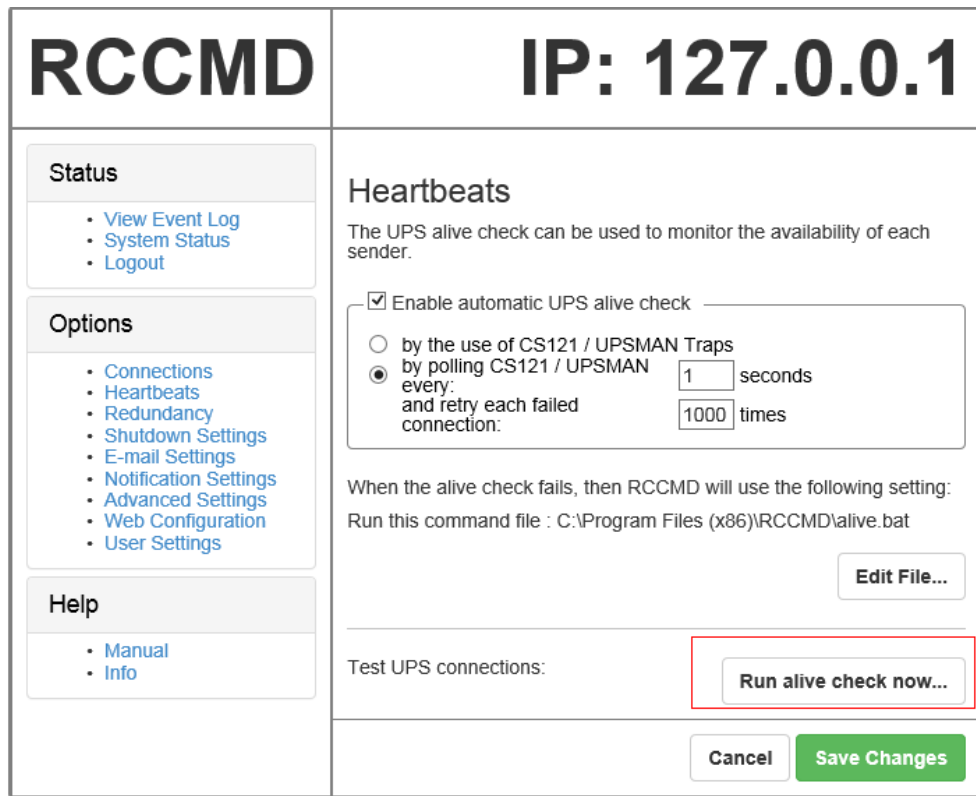 RCCMD
IP: 127.0.0.1
Status
View Event Log
System Status
Logout
Options
Connections
Heartbeats
Redundancy
Shutdown Settings
E-mail Settings
Notification Settings
Advanced Settings
Web Configuration
User Settings
Help
Manual
Info
Heartbeats
The UPS alive check can be used to monitor the availability of each
sender.
Enable automatic UPS alive check
by the use of CS121 / UPSMAN Traps
by polling CS121 / UPSMAN
every:
1 seconds
and retry each failed
connection:
1000 times
When the alive check fails, then RCCMD will use the following setting:
Run this command file : C:\Program Files (x86)\RCCMD\alive.bat
Edit File...
Test UPS connections:
Run alive check now...
Cancel
Save Changes